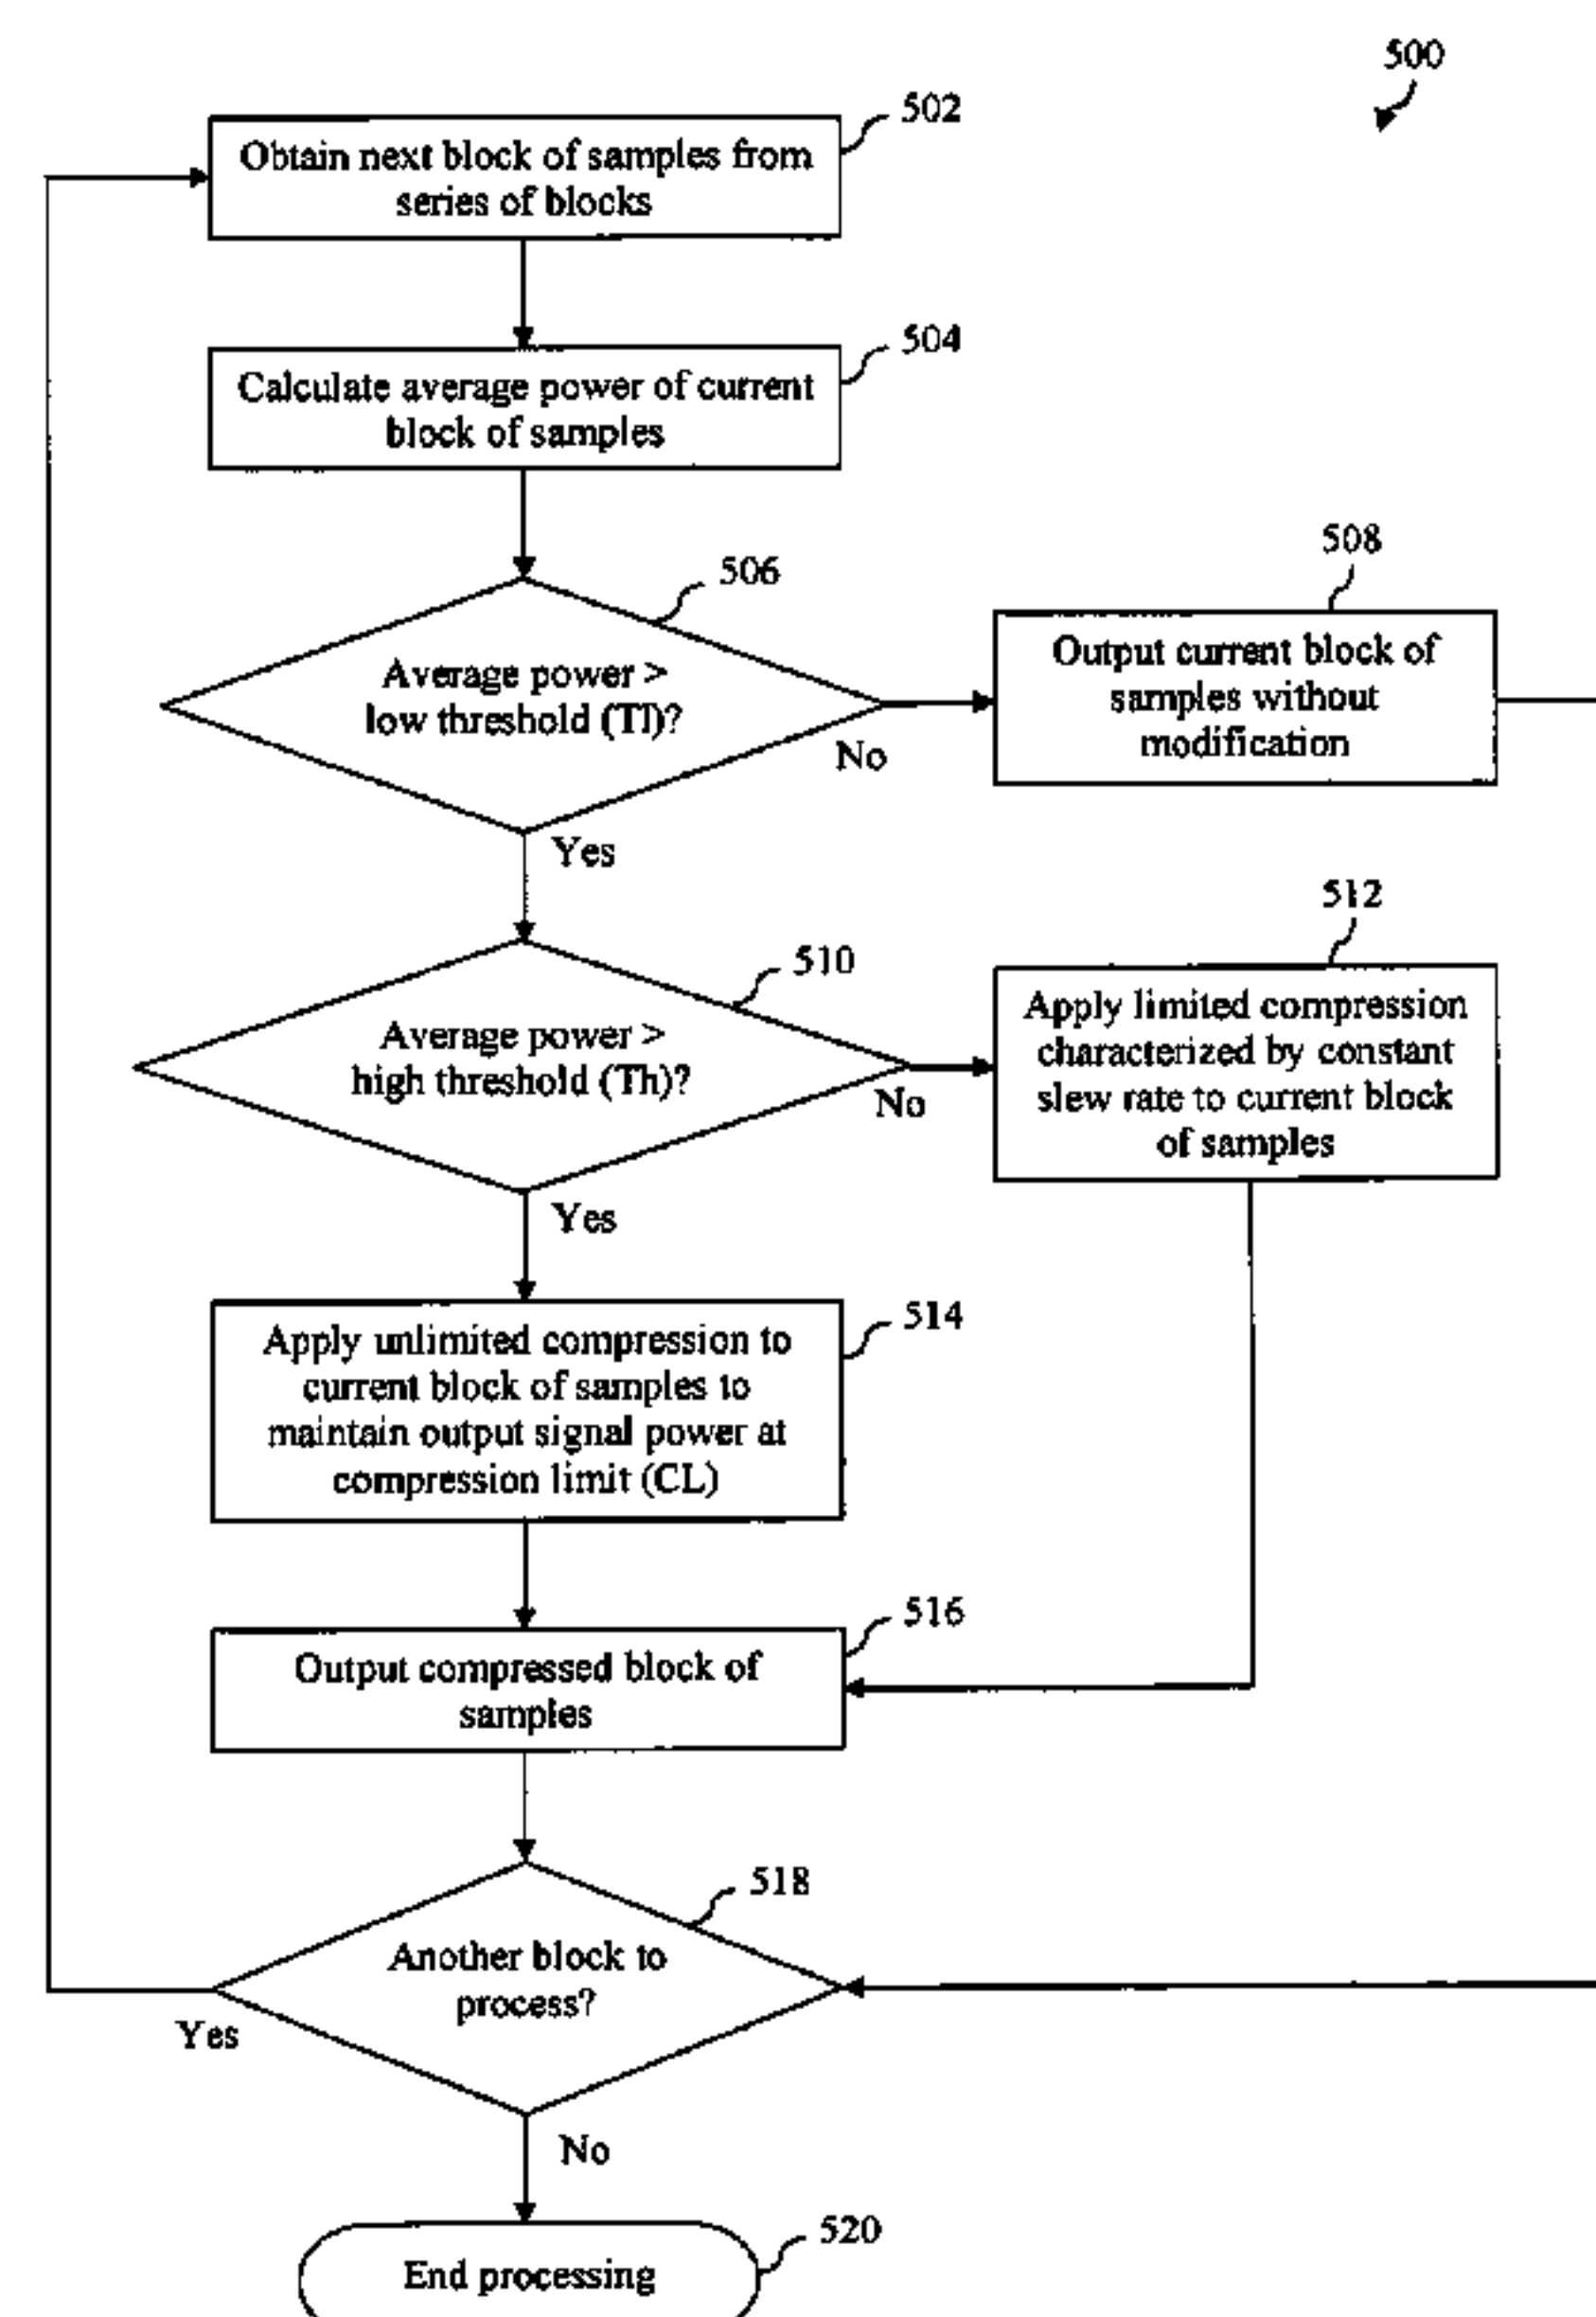 500
502
Obtain next block of samples from
series of blocks
504
Calculate average power of current
block of samples
506
Average power >
low threshold (Tl)?
No
Yes
508
Output current block of
samples without
modification
510
Average power >
high threshold (Th)?
No
Yes
512
Apply limited compression
characterized by constant
slew rate to current block
of samples
514
Apply unlimited compression to
current block of samples to
maintain output signal power at
compression limit (CL)
516
Output compressed block of
samples
518
Another block to
process?
Yes
No
520
End processing